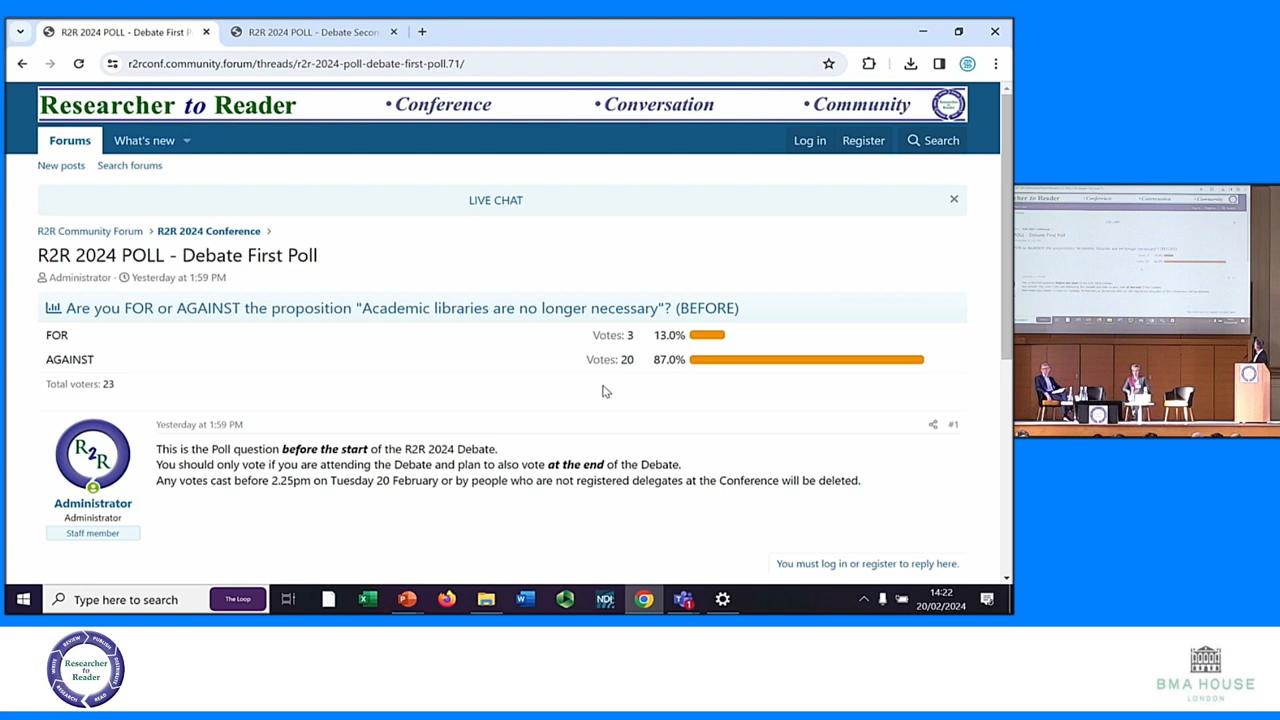 R2R 2024 POLL - Debate First P
R2R 2024 POLL - Debate Secon
r2rconf.community.forum/threads/r2r-2024-poll-debate-first-poll.71/
Researcher to Reader
• Conference
• Conversation
• Community
Forums
What's new
Log in
Register
Search
New posts
Search forums
LIVE CHAT
R2R Community Forum
R2R 2024 Conference
R2R 2024 POLL - Debate First Poll
Administrator · Yesterday at 1:59 PM
Are you FOR or AGAINST the proposition "Academic libraries are no longer necessary"? (BEFORE)
FOR Votes: 3 13.0%
AGAINST Votes: 20 87.0%
Total voters: 23
Yesterday at 1:59 PM
#1
R2R
Administrator
Administrator
Staff member
This is the Poll question before the start of the R2R 2024 Debate.
You should only vote if you are attending the Debate and plan to also vote at the end of the Debate.
Any votes cast before 2.25pm on Tuesday 20 February or by people who are not registered delegates at the Conference will be deleted.
You must log in or register to reply here.
Type here to search
The Loop
14:22
20/02/2024
Researcher
to
Reader
REVIEW
PUBLISH
DISTRIBUTE
READ
RESEARCH
WRITE
BMA HOUSE
LONDON